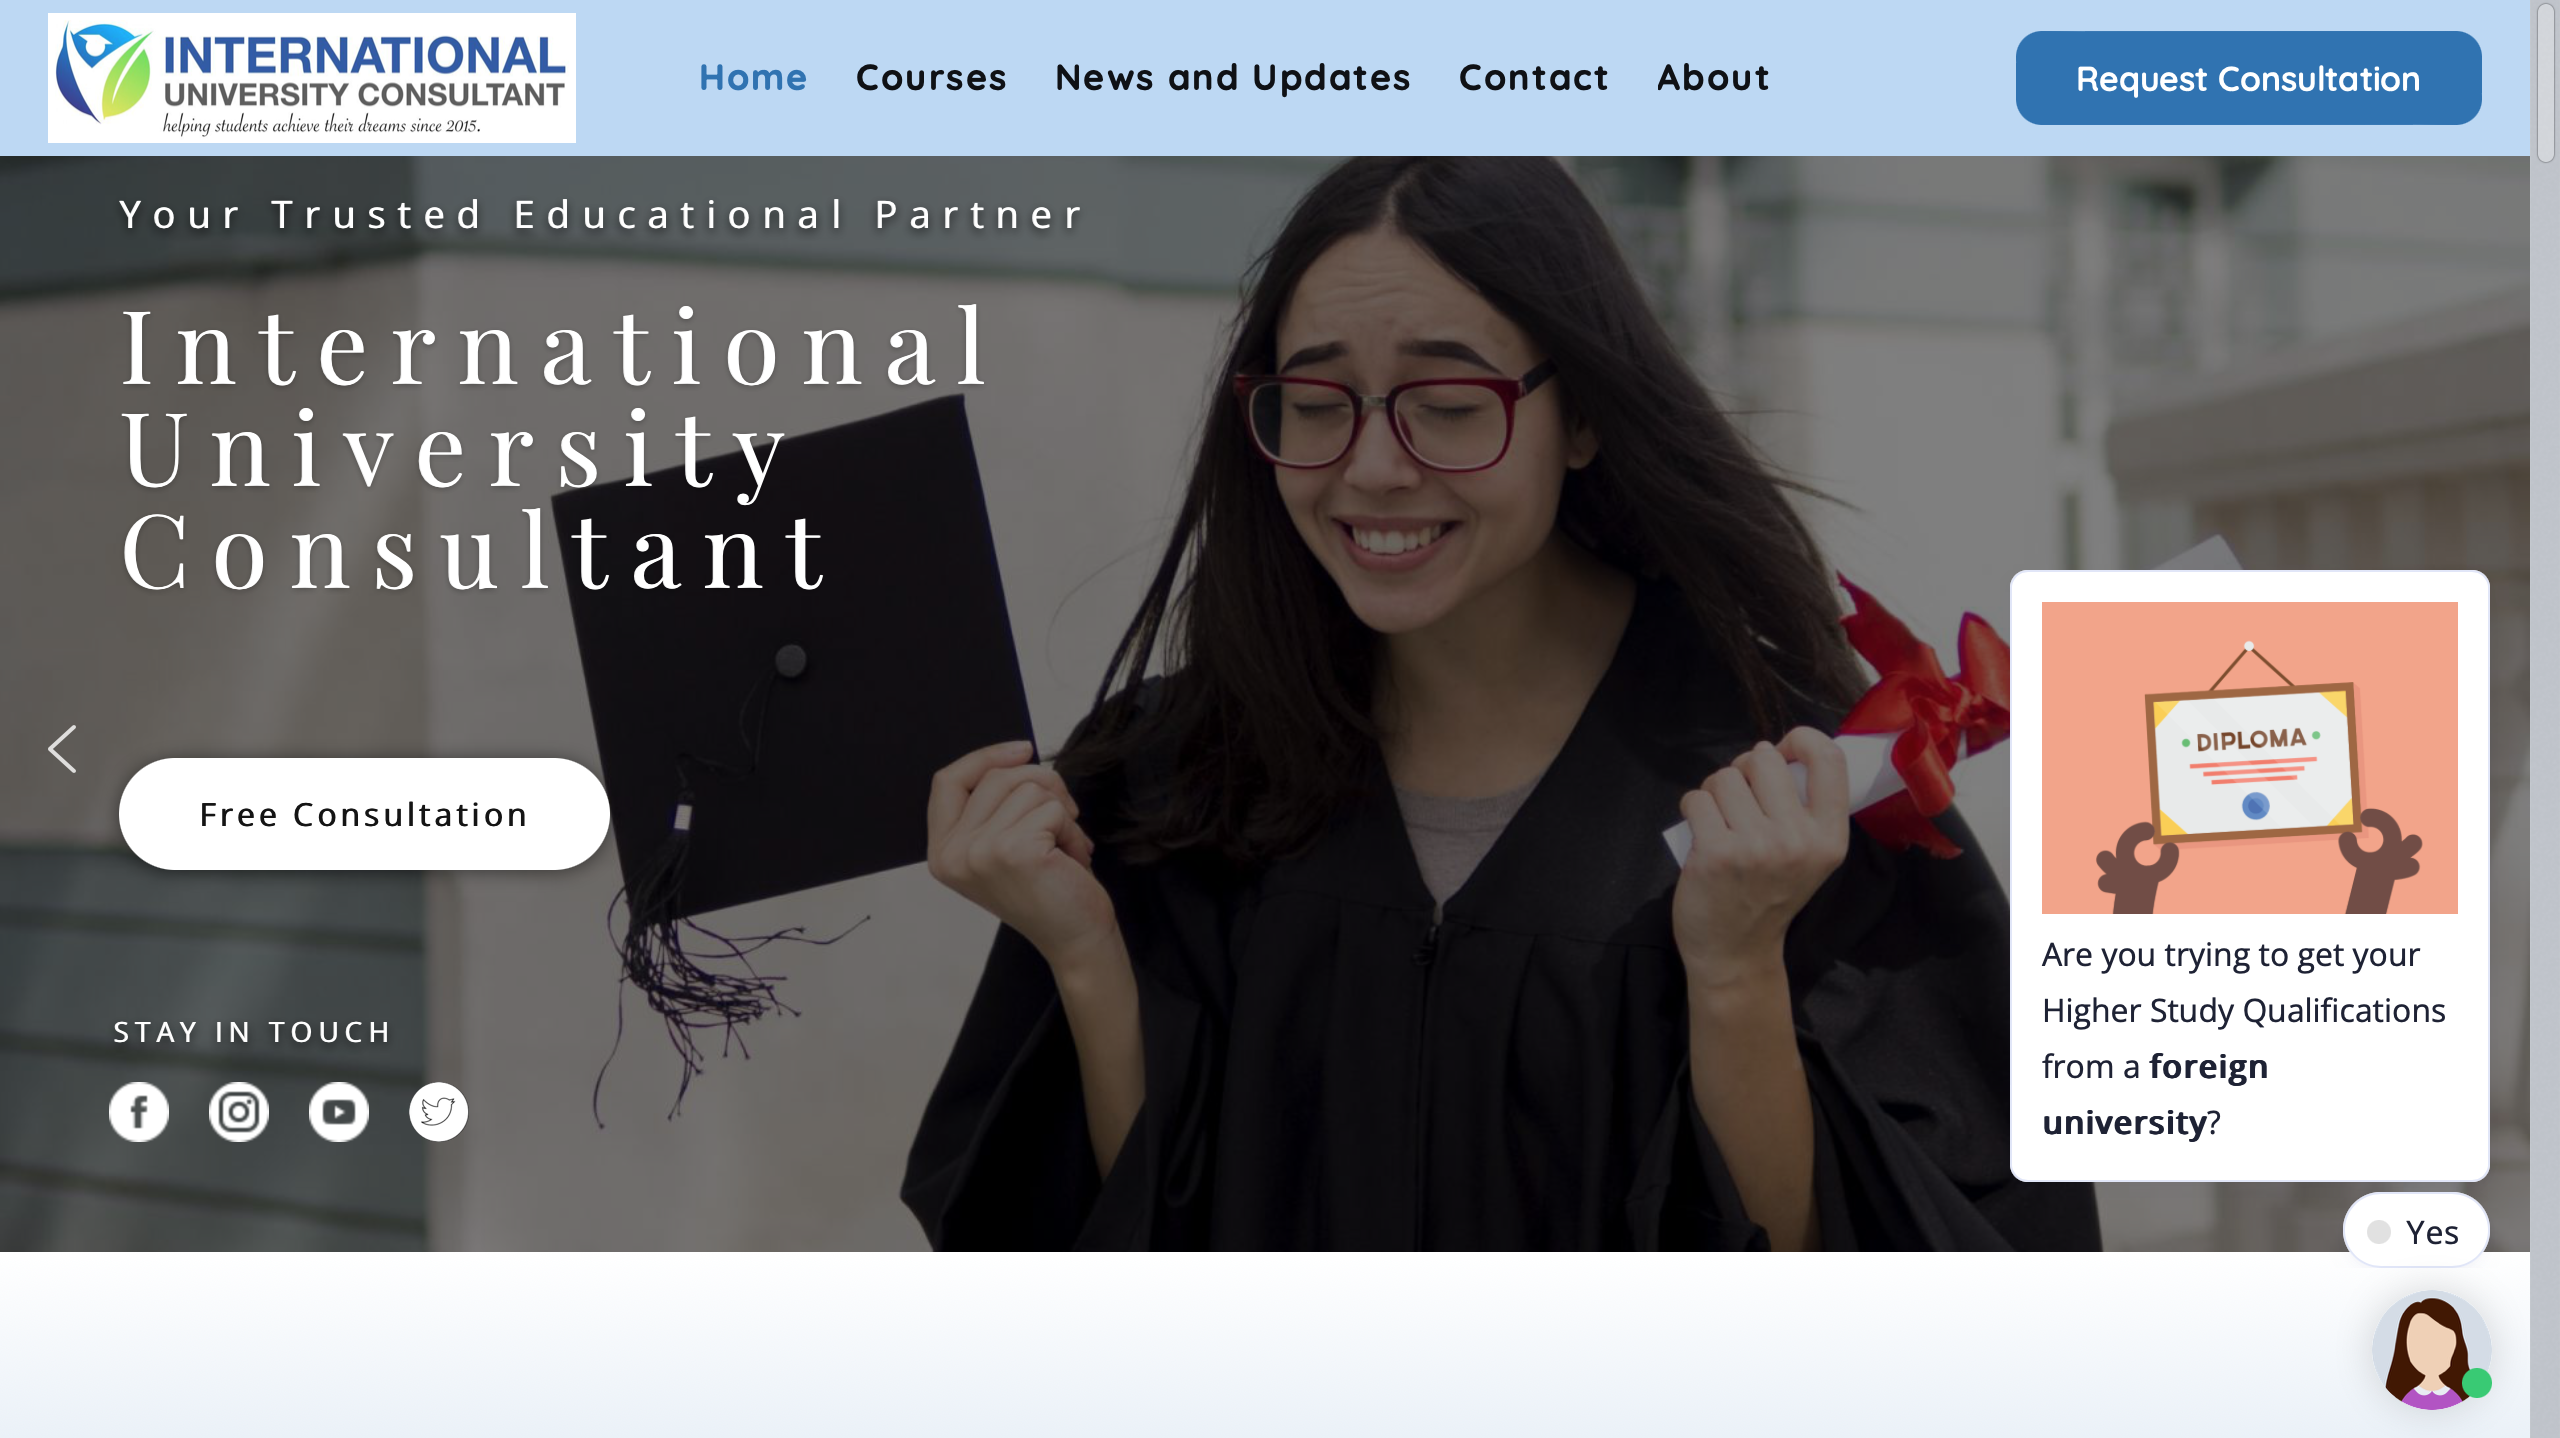 INTERNATIONAL
UNIVERSITY CONSULTANT
helping students achieve their dreams since 2015.
Home Courses News and Updates Contact About
Request Consultation
Your Trusted Educational Partner
International
University
Consultant
Free Consultation
STAY IN TOUCH
DIPLOMA
Are you trying to get your
Higher Study Qualifications
from a foreign
university?
Yes